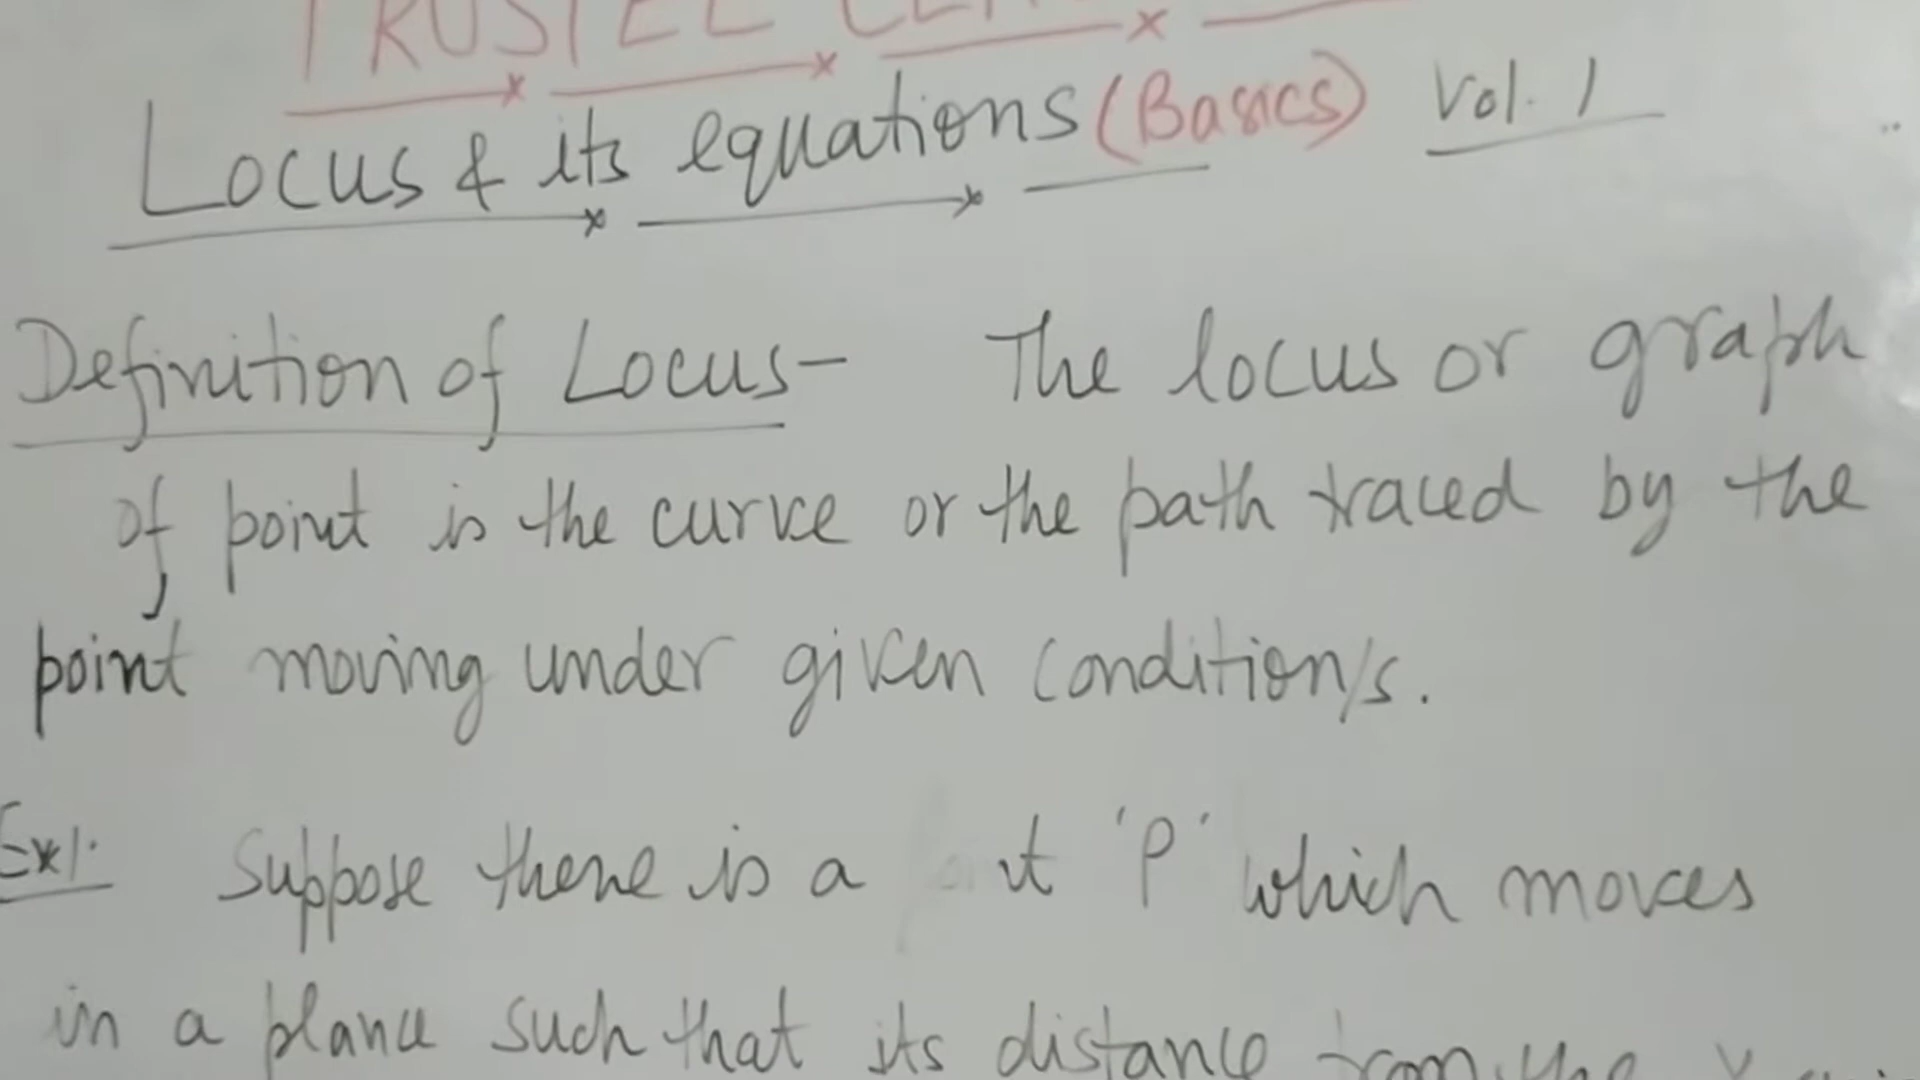 Locus & its equations (Basics) Vol. 1
Definition of Locus- The locus or graph
of point is the curve or the path traced by the
point moving under given condition/s.
Ex1. Suppose there is a 'P' which moves
in a plane such that its distance from the